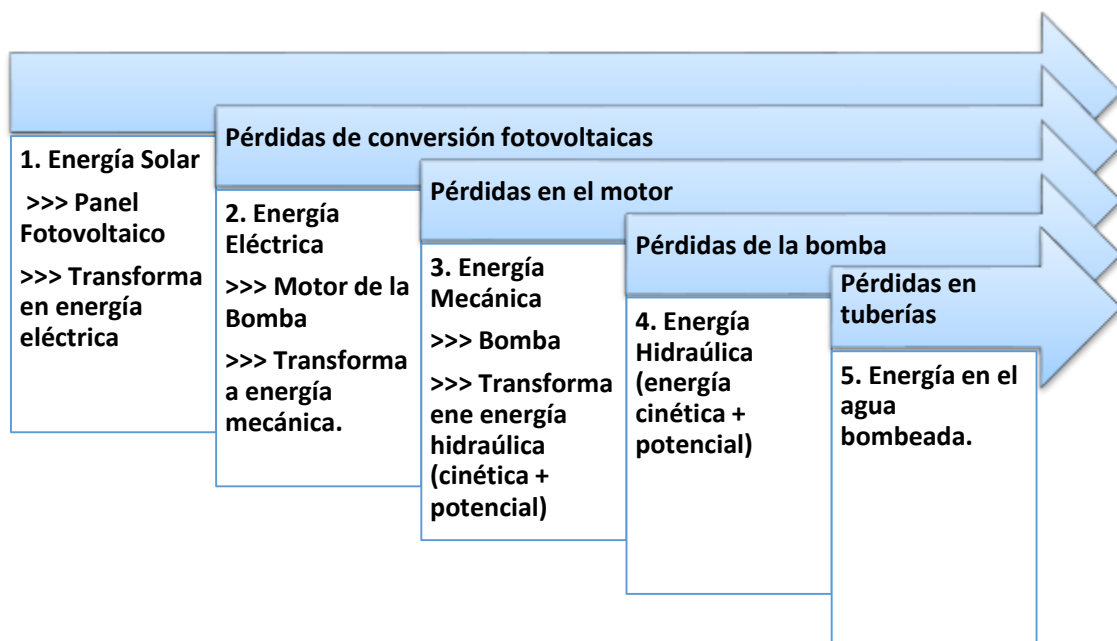 Pérdidas de conversión fotovoltaicas
1. Energía Solar
>>> Panel
Fotovoltaico
>>> Transforma
en energía
eléctrica
Pérdidas en el motor
2. Energía
Eléctrica
>>> Motor de la
Bomba
>>> Transforma
a energía
mecánica.
Pérdidas de la bomba
3. Energía
Mecánica
>>> Bomba
>>> Transforma
ene energía
hidraúlica
(cinética +
potencial)
Pérdidas en
tuberías
4. Energía
Hidraúlica
(energía
cinética +
potencial)
5. Energía en el
agua
bombeada.